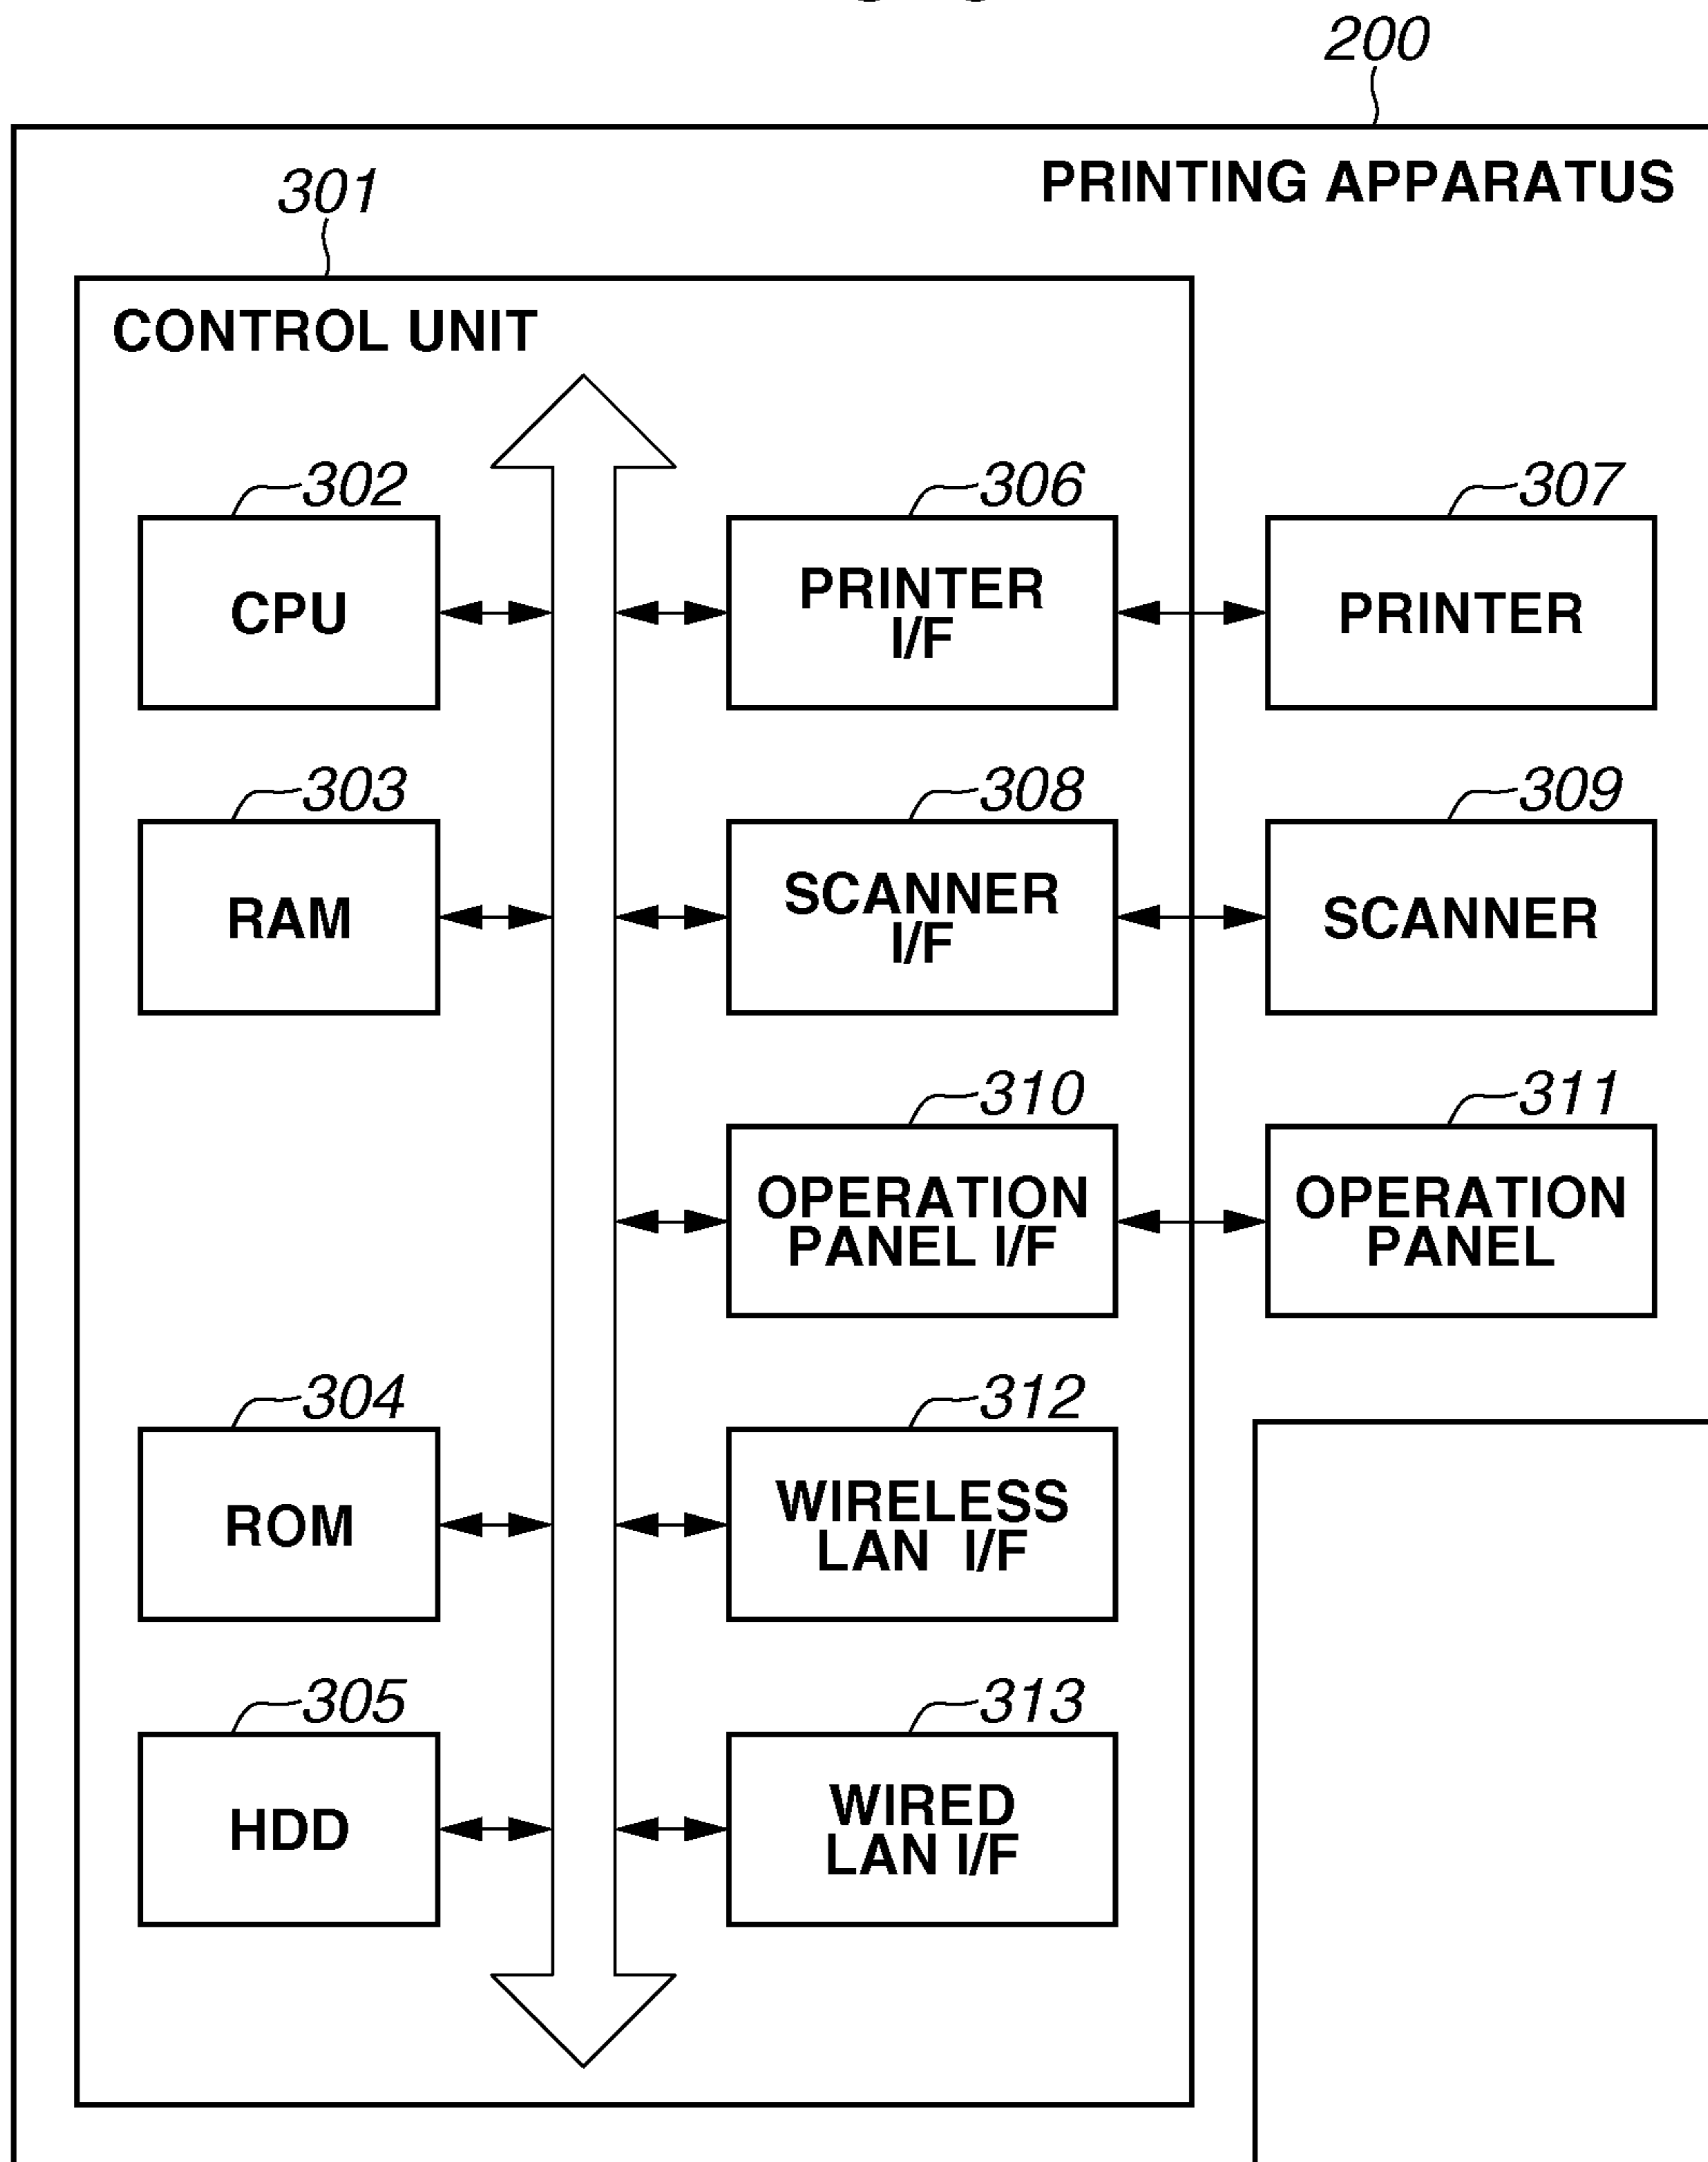 200
PRINTING APPARATUS
301
CONTROL UNIT
302
CPU
306
PRINTER
I/F
307
PRINTER
303
RAM
308
SCANNER
I/F
309
SCANNER
310
OPERATION
PANEL I/F
311
OPERATION
PANEL
304
ROM
312
WIRELESS
LAN I/F
305
HDD
313
WIRED
LAN I/F